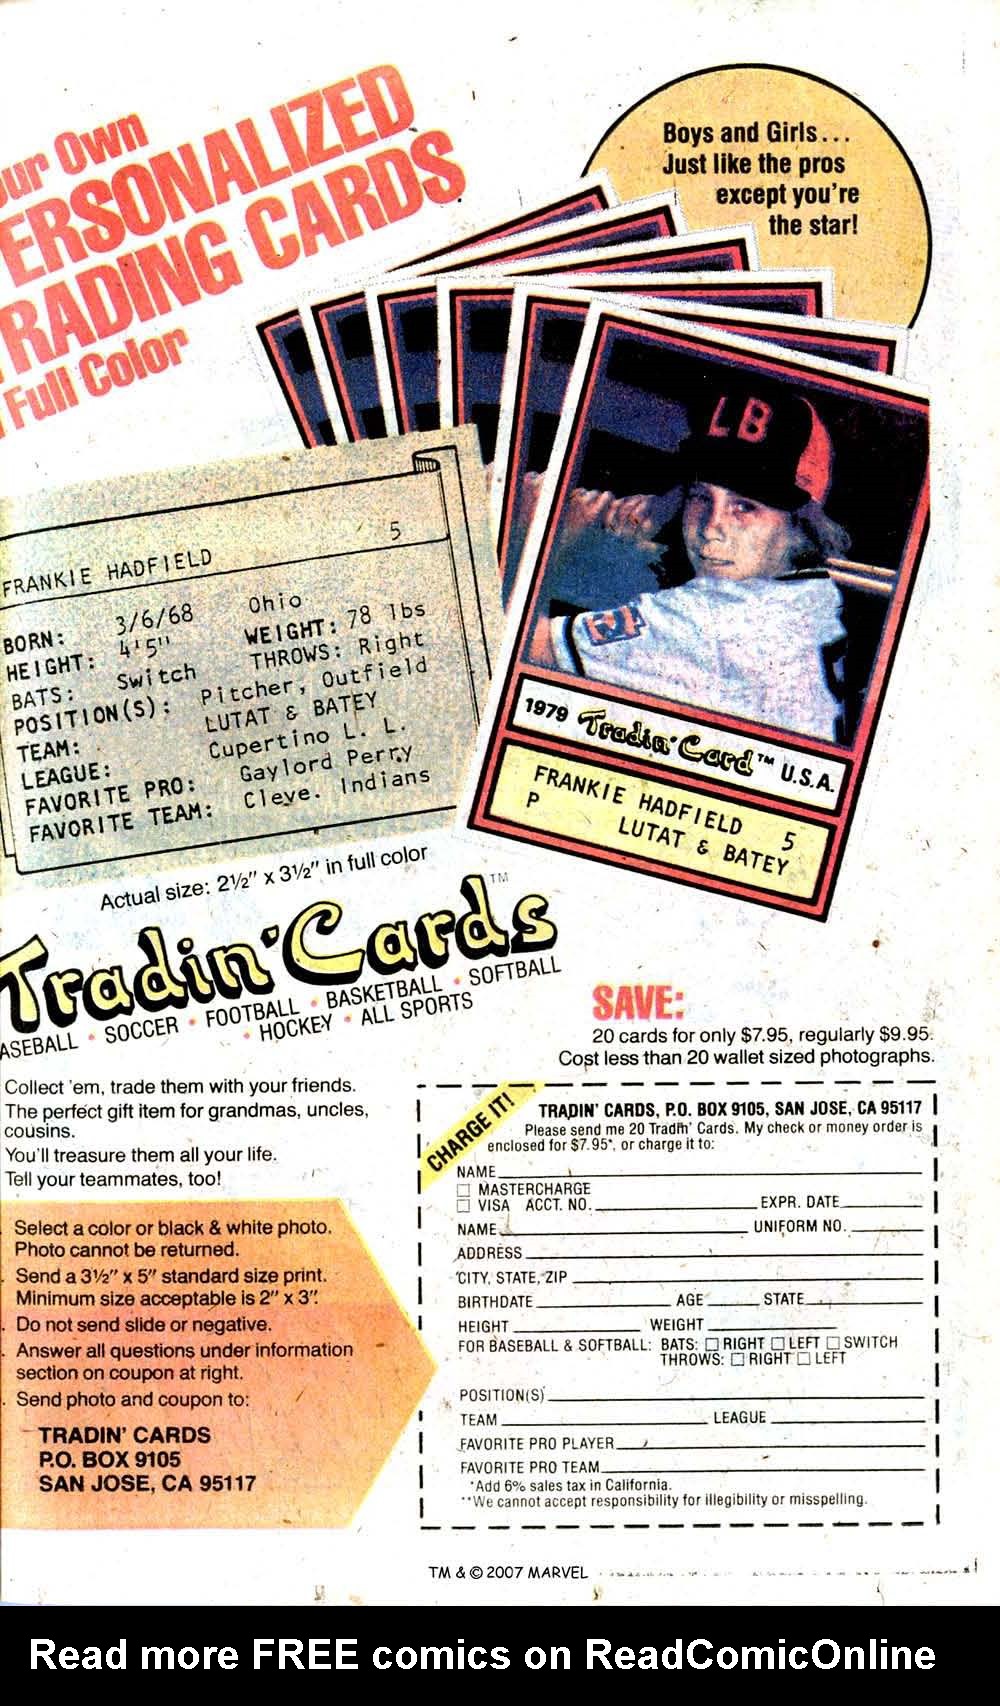 our Own
ERSONALIZED
RADING CARDS
Full Color
Boys and Girls...
Just like the pros
except you're
the star!
LB
FRANKIE HADFIELD 5
BORN: 3/6/68 Ohio
HEIGHT: 4'5" WEIGHT: 78 lbs
BATS: Switch THROWS: Right
POSITION(S): Pitcher, Outfield
TEAM: LUTAT & BATEY
LEAGUE: Cupertino L. L.
FAVORITE PRO: Gaylord Perry
FAVORITE TEAM: Cleve. Indians
1979 Tradin' Card™ U.S.A.
FRANKIE HADFIELD 5
P LUTAT & BATEY
Actual size: 2½" x 3½" in full color
Tradin' Cards™
ASEBALL • SOCCER • FOOTBALL • BASKETBALL • SOFTBALL
• HOCKEY • ALL SPORTS
Collect 'em, trade them with your friends.
The perfect gift item for grandmas, uncles,
cousins.
You'll treasure them all your life.
Tell your teammates, too!
. Select a color or black & white photo.
Photo cannot be returned.
. Send a 3½" x 5" standard size print.
Minimum size acceptable is 2" x 3".
. Do not send slide or negative.
. Answer all questions under information
section on coupon at right.
. Send photo and coupon to:
TRADIN' CARDS
P.O. BOX 9105
SAN JOSE, CA 95117
SAVE:
20 cards for only $7.95, regularly $9.95.
Cost less than 20 wallet sized photographs.
CHARGE IT!
TRADIN' CARDS, P.O. BOX 9105, SAN JOSE, CA 95117
Please send me 20 Tradin' Cards. My check or money order is
enclosed for $7.95*, or charge it to:
NAME
☐ MASTERCHARGE
☐ VISA ACCT. NO. EXPR. DATE
NAME UNIFORM NO.
ADDRESS
CITY, STATE, ZIP
BIRTHDATE AGE STATE
HEIGHT WEIGHT
FOR BASEBALL & SOFTBALL: BATS: ☐ RIGHT ☐ LEFT ☐ SWITCH
THROWS: ☐ RIGHT ☐ LEFT
POSITION(S)
TEAM LEAGUE
FAVORITE PRO PLAYER
FAVORITE PRO TEAM
*Add 6% sales tax in California.
**We cannot accept responsibility for illegibility or misspelling.
TM & © 2007 MARVEL
Read more FREE comics on ReadComicOnline